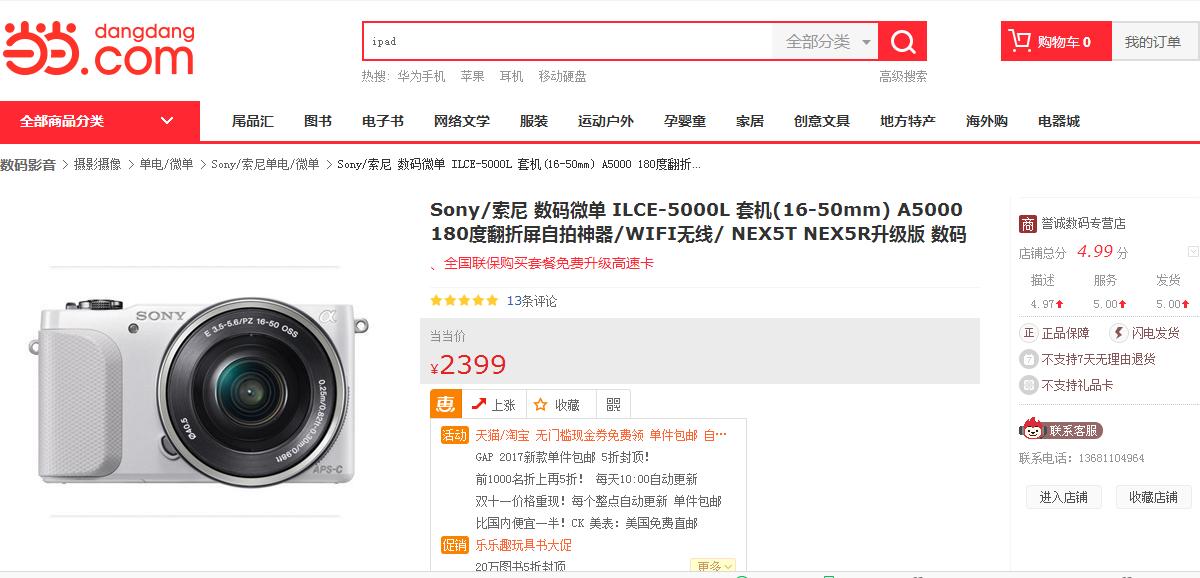 dangdang
.com
ipad
全部分类
购物车 0
我的订单
热搜: 华为手机 苹果 耳机 移动硬盘
高级搜索
全部商品分类
尾品汇 图书 电子书 网络文学 服装 运动户外 孕婴童 家居 创意文具 地方特产 海外购 电器城
数码影音 > 摄影摄像 > 单电/微单 > Sony/索尼单电/微单 > Sony/索尼 数码微单 ILCE-5000L 套机(16-50mm) A5000 180度翻折...
Sony/索尼 数码微单 ILCE-5000L 套机(16-50mm) A5000
180度翻折屏自拍神器/WIFI无线/ NEX5T NEX5R升级版 数码
、全国联保购买套餐免费升级高速卡
13条评论
当当价
¥2399
惠 上涨 收藏
活动 天猫/淘宝 无门槛现金券免费领 单件包邮 自…
GAP 2017新款单件包邮 5折封顶!
前1000名折上再5折! 每天10:00自动更新
双十一价格重现! 每个整点自动更新 单件包邮
比国内便宜一半! CK 美表: 美国免费直邮
促销 乐乐趣玩具书大促
20万图书5折封顶
更多
SONY
α
E 3.5-5.6/PZ 16-50 OSS
0.25m/0.82ft-0.30m/0.98ft
Ø40.5
APS-C
商 誉诚数码专营店
店铺总分 4.99 分
描述 服务 发货
4.97 5.00 5.00
正 正品保障 闪电发货
7 不支持7天无理由退货
不支持礼品卡
联系客服
联系电话: 13681104964
进入店铺 收藏店铺